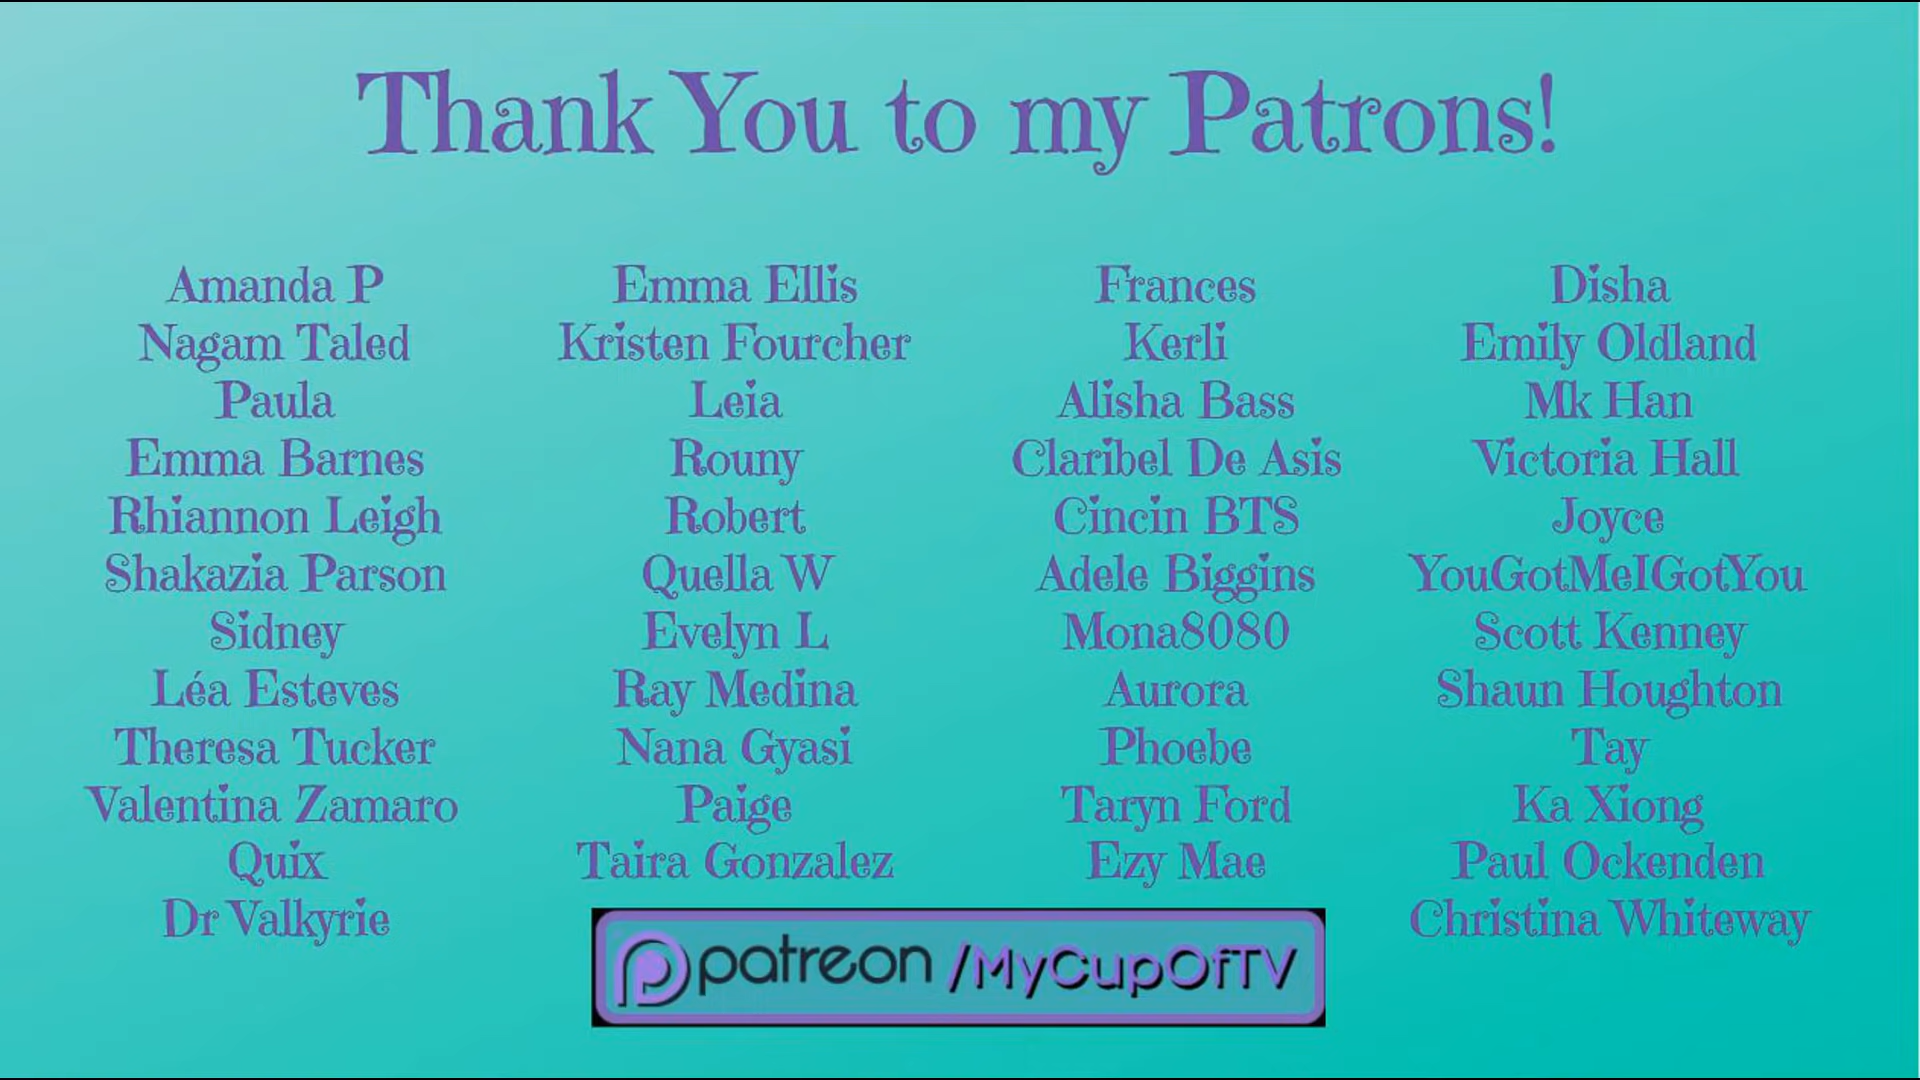 Thank You to my Patrons!
Amanda P
Nagam Taled
Paula
Emma Barnes
Rhiannon Leigh
Shakazia Parson
Sidney
Léa Esteves
Theresa Tucker
Valentina Zamaro
Quix
Dr Valkyrie
Emma Ellis
Kristen Fourcher
Leia
Rouny
Robert
Quella W
Evelyn L
Ray Medina
Nana Gyasi
Paige
Taira Gonzalez
Frances
Kerli
Alisha Bass
Claribel De Asis
Cincin BTS
Adele Biggins
Mona8080
Aurora
Phoebe
Taryn Ford
Ezy Mae
Disha
Emily Oldland
Mk Han
Victoria Hall
Joyce
YouGotMeIGotYou
Scott Kenney
Shaun Houghton
Tay
Ka Xiong
Paul Ockenden
Christina Whiteway
patreon /MyCupOfTV